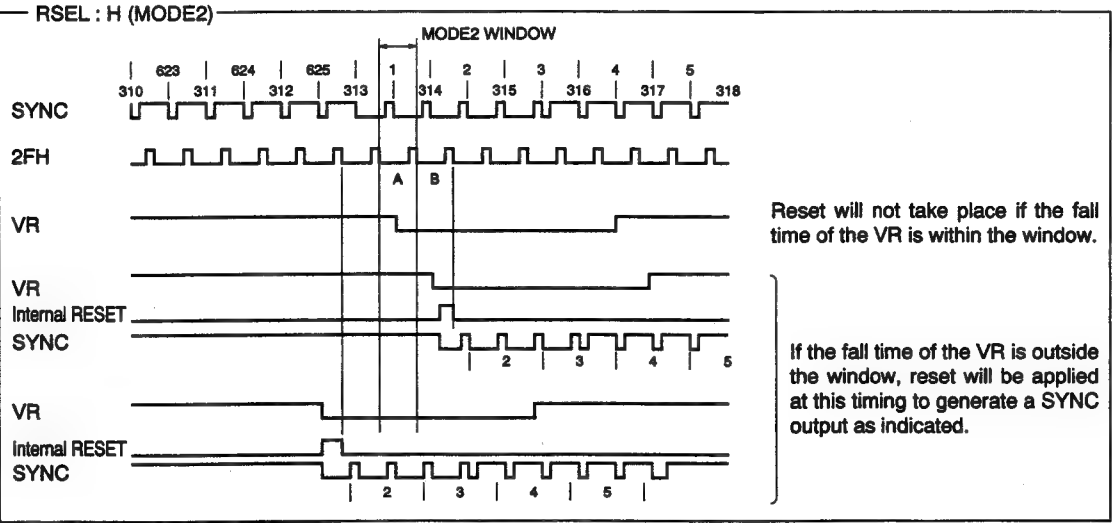 RSEL : H (MODE2)
MODE2 WINDOW
623 624 625 1 2 3 4 5
310 311 312 313 314 315 316 317 318
SYNC
2FH
A B
VR
Reset will not take place if the fall
time of the VR is within the window.
VR
Internal RESET
SYNC
2 3 4 5
If the fall time of the VR is outside
the window, reset will be applied
at this timing to generate a SYNC
output as indicated.
VR
Internal RESET
SYNC
2 3 4 5